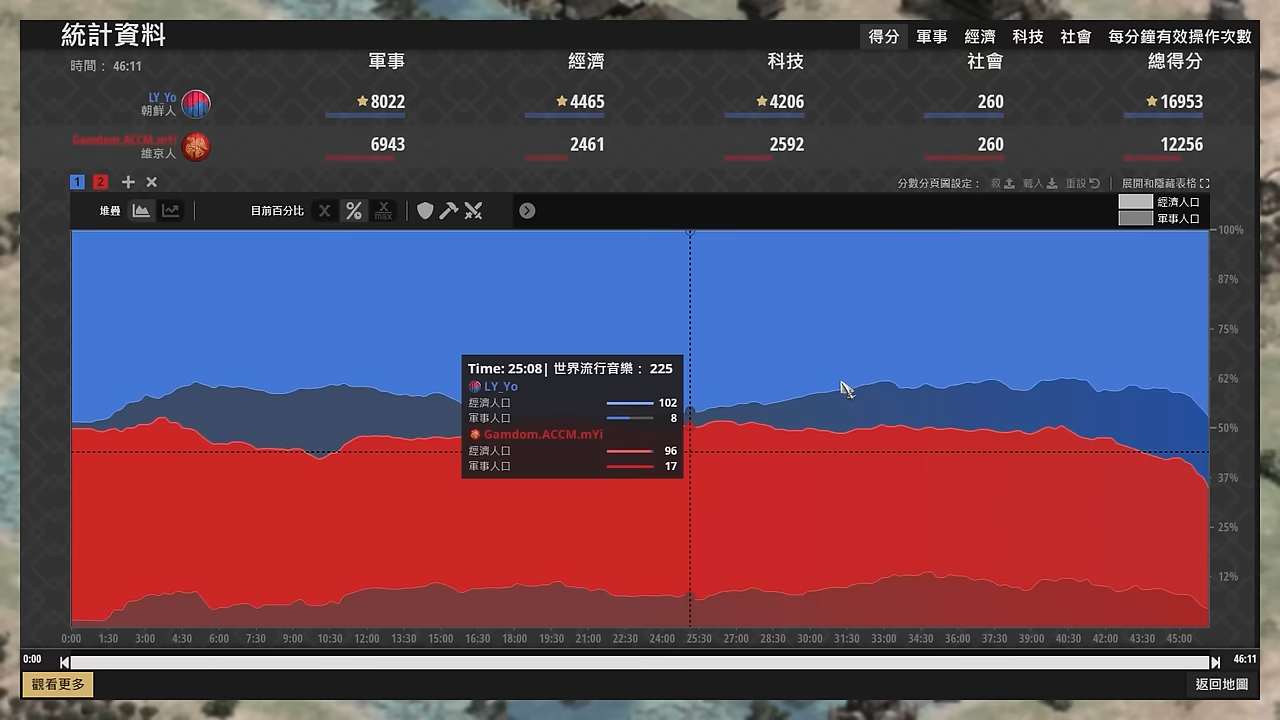 統計資料
得分 軍事 經濟 科技 社會 每分鐘有效操作次數
時間： 46:11
軍事 經濟 科技 社會 總得分
LY_Yo
朝鮮人
8022 4465 4206 260 16953
Gamdom.ACCM.mYi
維京人
6943 2461 2592 260 12256
1 2
分數分頁圖設定： 載入 重設 展開和隱藏表格
堆疊 目前百分比 X % X max
經濟人口
軍事人口
100%
87%
75%
62%
50%
37%
25%
12%
Time: 25:08| 世界流行音樂： 225
LY_Yo
經濟人口 102
軍事人口 8
Gamdom.ACCM.mYi
經濟人口 96
軍事人口 17
0:00 1:30 3:00 4:30 6:00 7:30 9:00 10:30 12:00 13:30 15:00 16:30 18:00 19:30 21:00 22:30 24:00 25:30 27:00 28:30 30:00 31:30 33:00 34:30 36:00 37:30 39:00 40:30 42:00 43:30 45:00
0:00 46:11
觀看更多 返回地圖